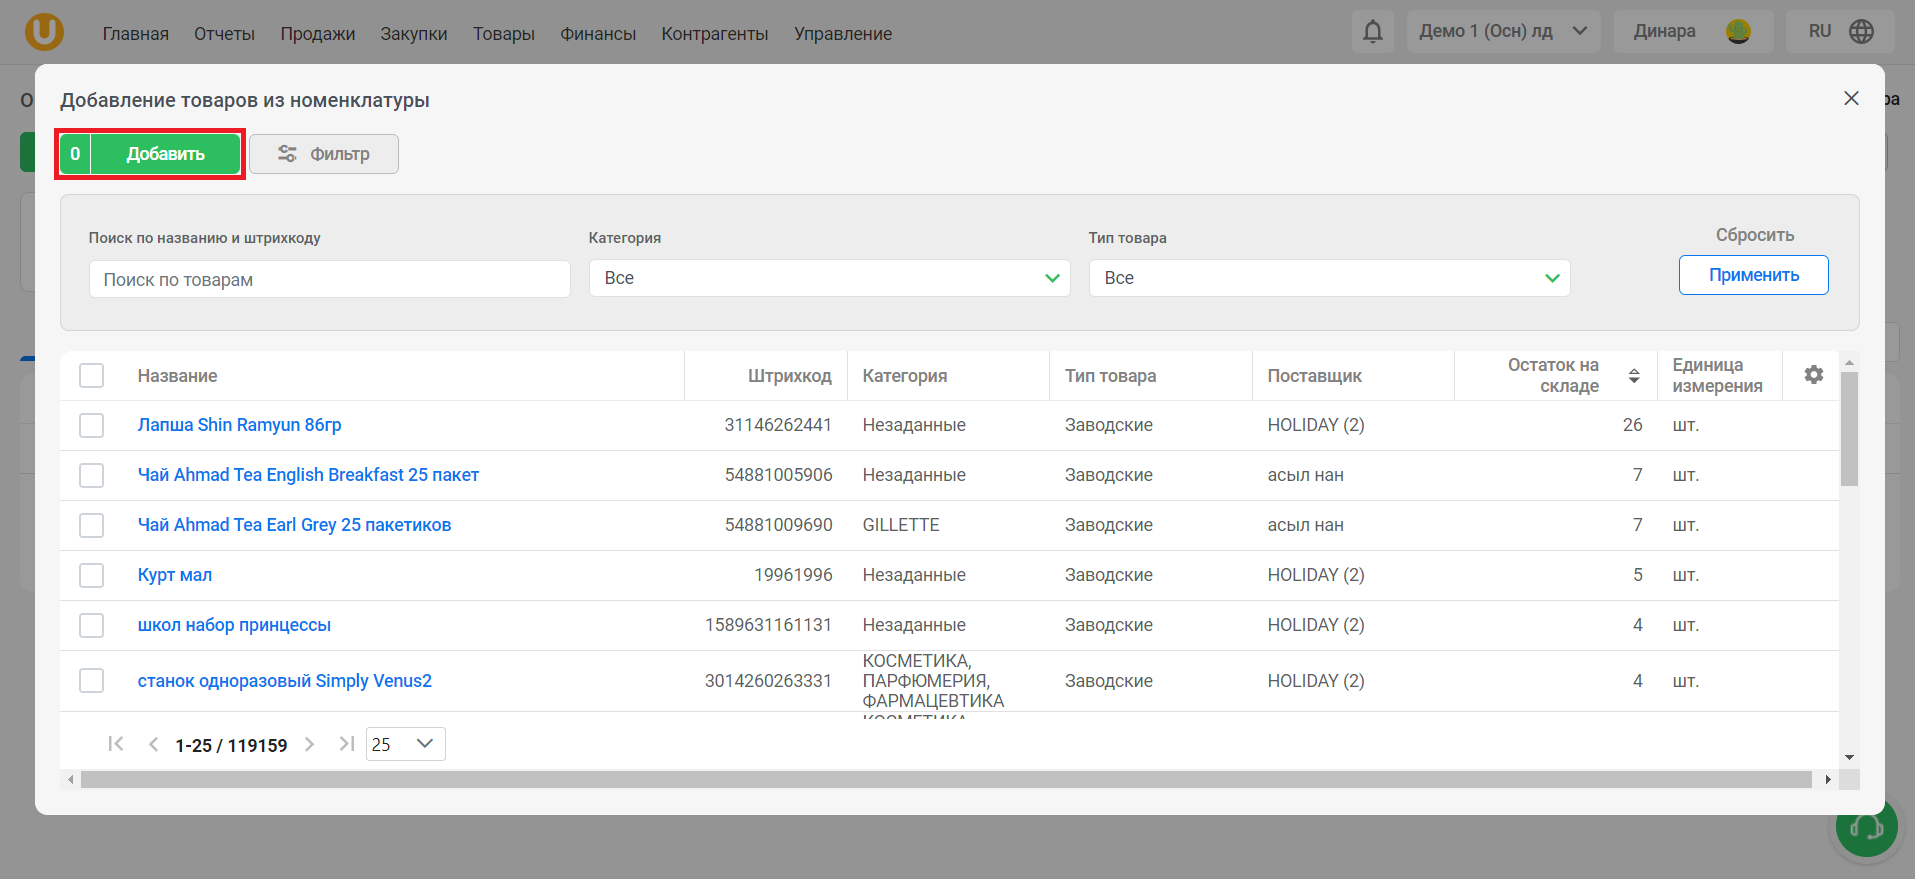 Главная Отчеты Продажи Закупки Товары Финансы Контрагенты Управление Демо 1 (Осн) лд Динара RU
Добавление товаров из номенклатуры
0 Добавить Фильтр
Поиск по названию и штрихкоду Категория Тип товара Сбросить
Поиск по товарам Все Все Применить
Название Штрихкод Категория Тип товара Поставщик Остаток на складе Единица измерения
Лапша Shin Ramyun 86гр 31146262441 Незаданные Заводские HOLIDAY (2) 26 шт.
Чай Ahmad Tea English Breakfast 25 пакет 54881005906 Незаданные Заводские асыл нан 7 шт.
Чай Ahmad Tea Earl Grey 25 пакетиков 54881009690 GILLETTE Заводские асыл нан 7 шт.
Курт мал 19961996 Незаданные Заводские HOLIDAY (2) 5 шт.
школ набор принцессы 1589631161131 Незаданные Заводские HOLIDAY (2) 4 шт.
станок одноразовый Simply Venus2 3014260263331 КОСМЕТИКА, ПАРФЮМЕРИЯ, ФАРМАЦЕВТИКА Заводские HOLIDAY (2) 4 шт.
1-25 / 119159 25